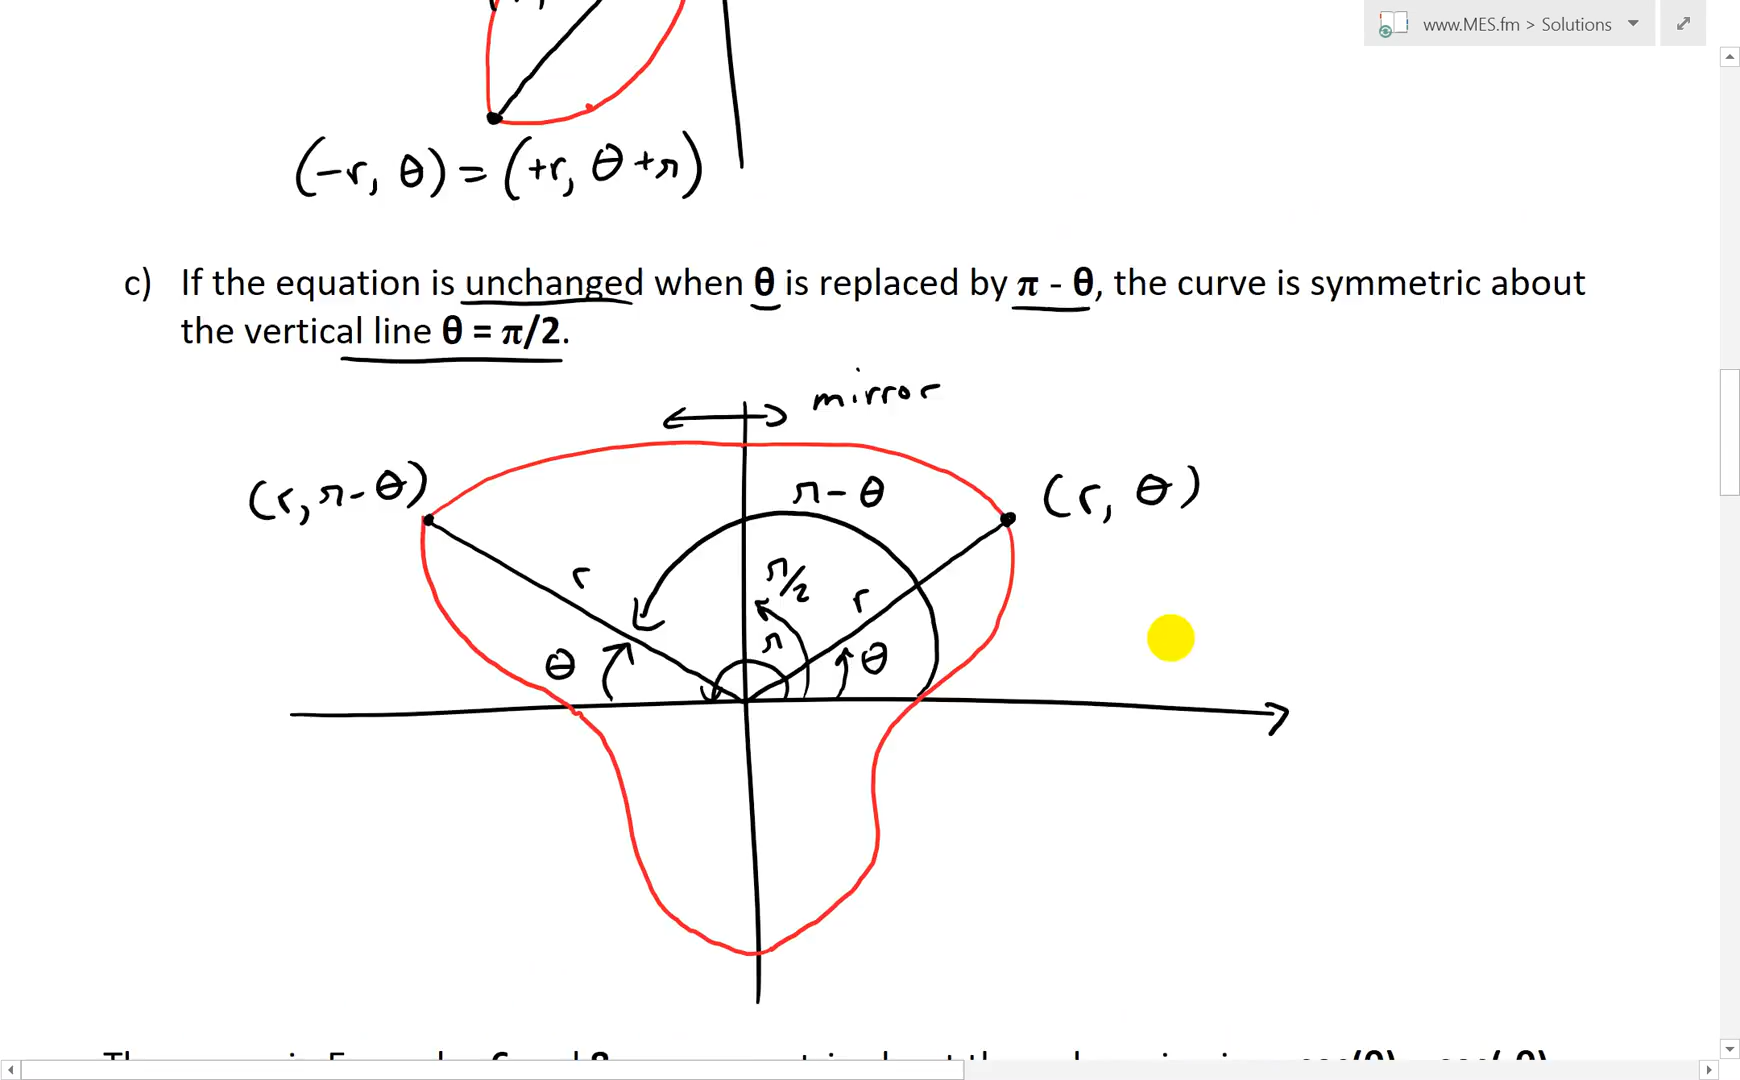 www.MES.fm > Solutions
(-r, θ) = (+r, θ+π)
c) If the equation is unchanged when θ is replaced by π - θ, the curve is symmetric about
the vertical line θ = π/2.
mirror
(r, π-θ)
π-θ
(r, θ)
r
π/2
r
π
θ
θ